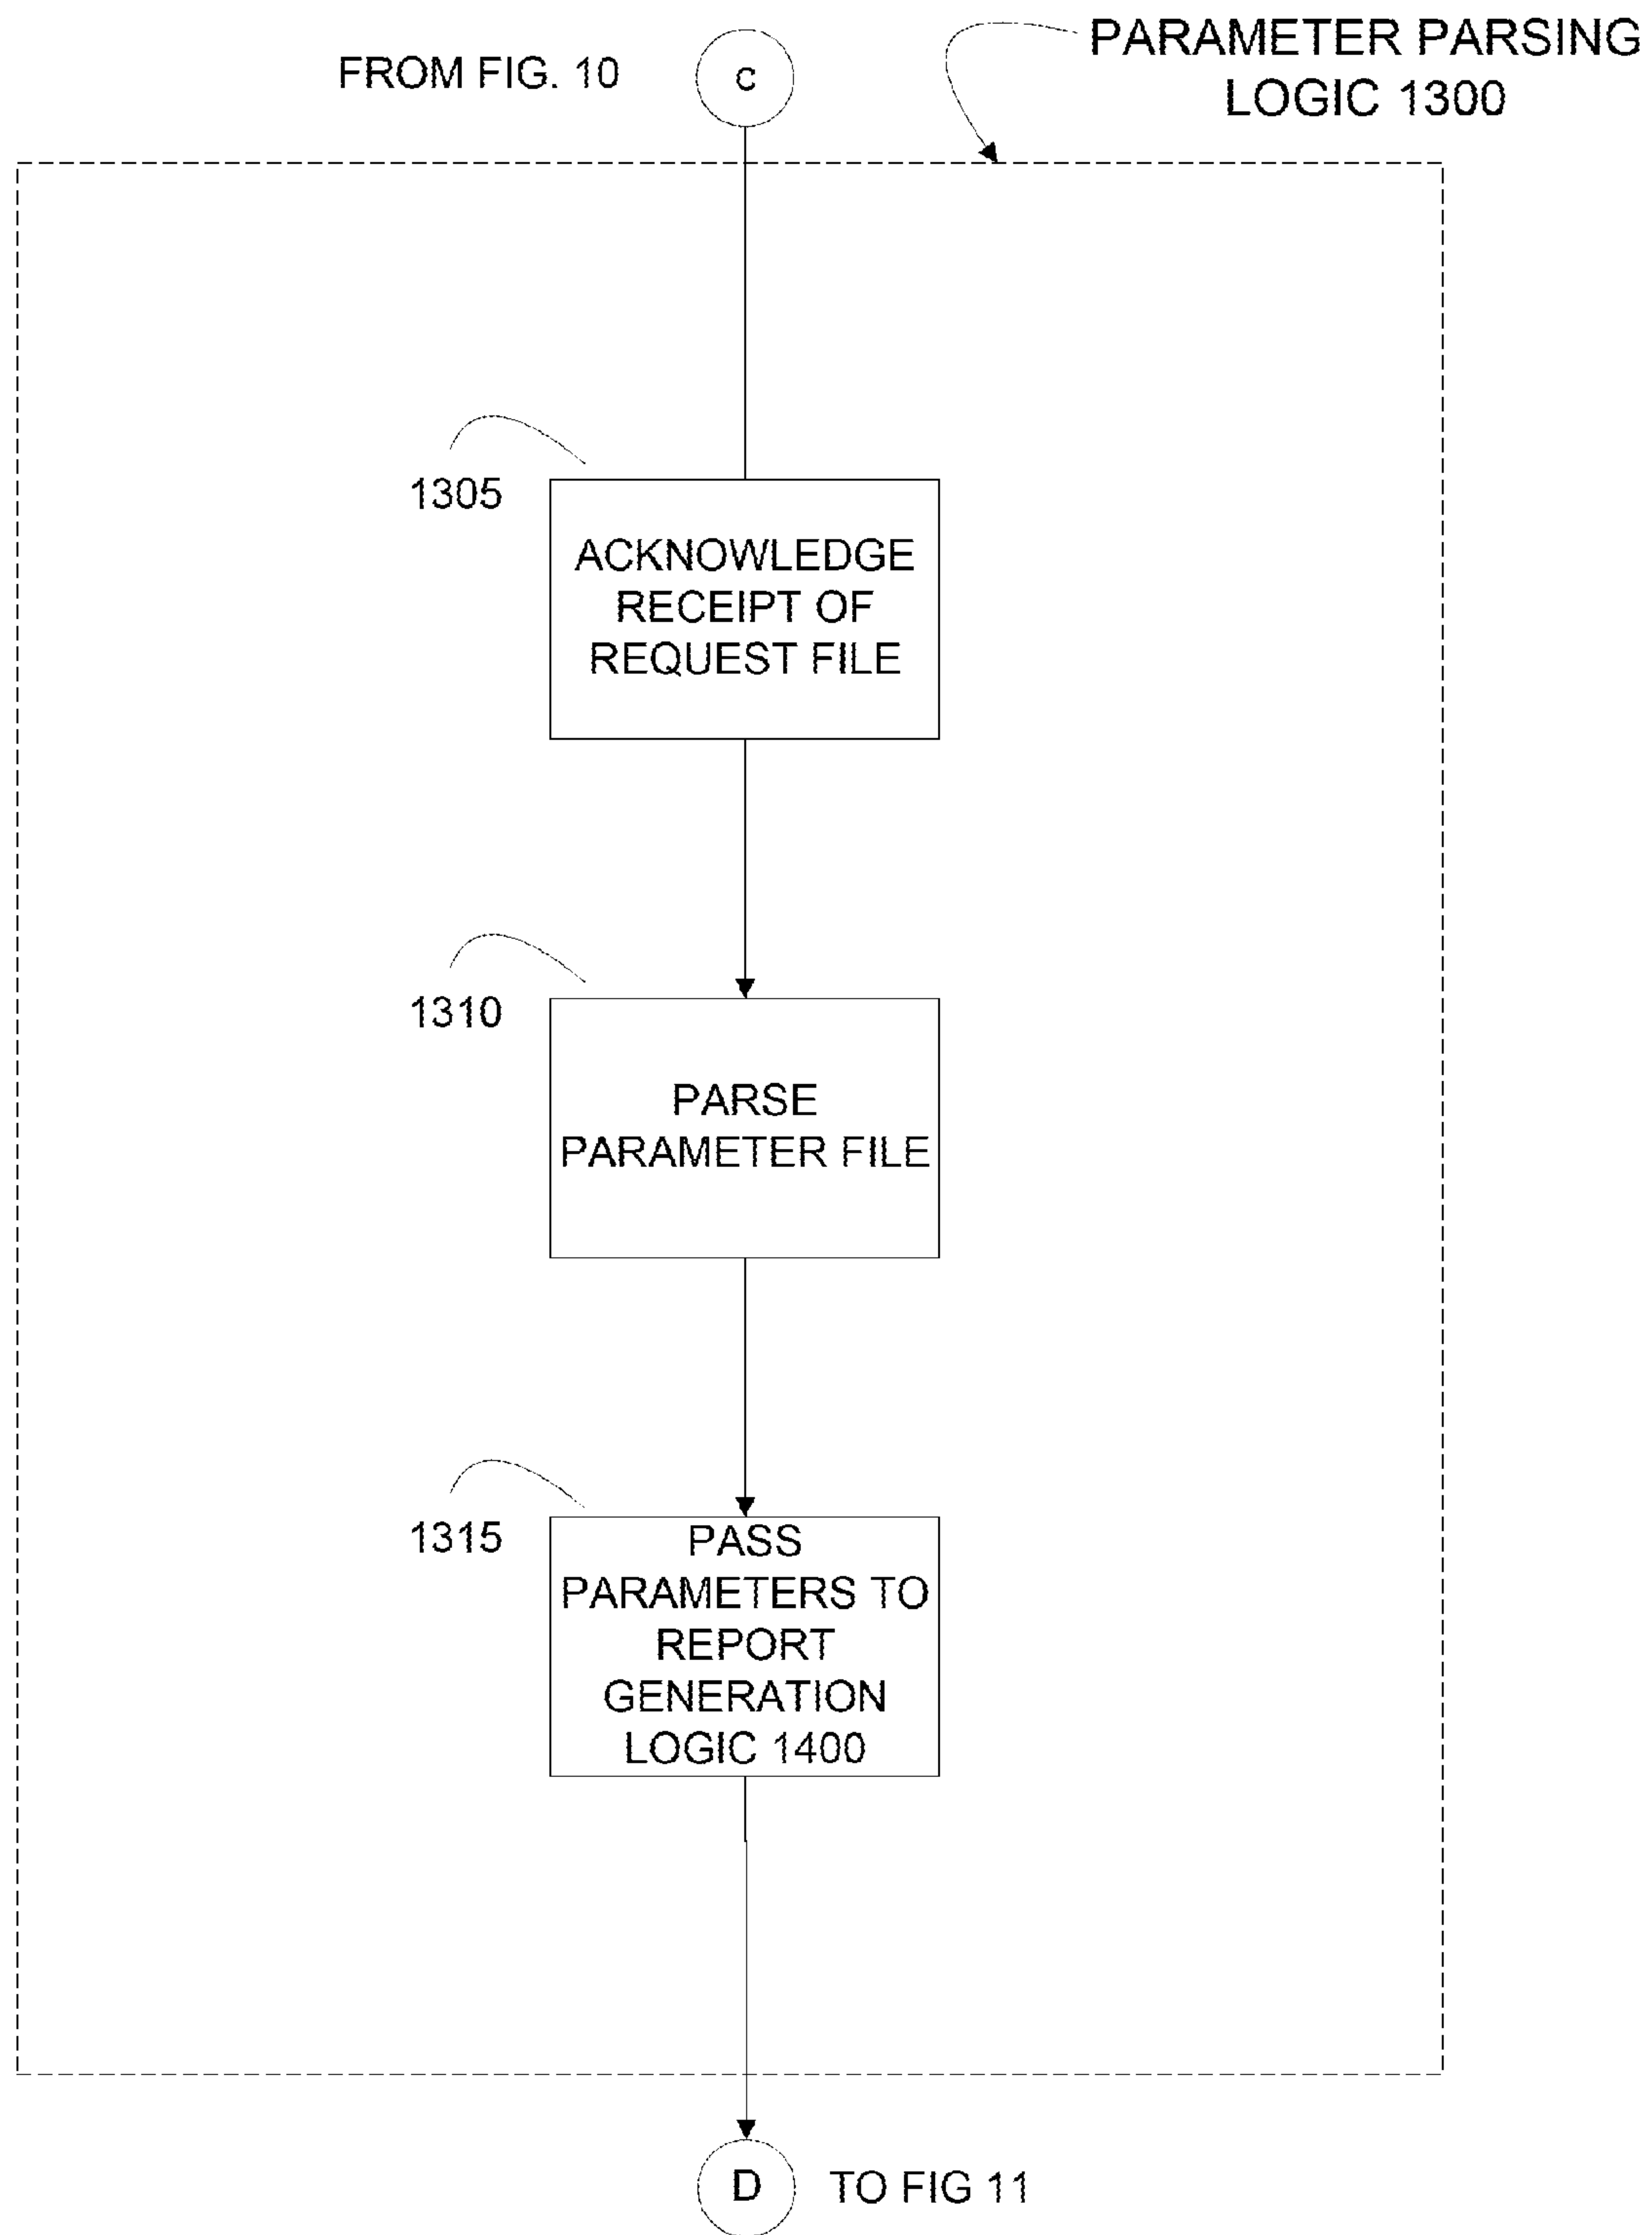 PARAMETER PARSING
LOGIC 1300
FROM FIG. 10
C
1305
ACKNOWLEDGE
RECEIPT OF
REQUEST FILE
1310
PARSE
PARAMETER FILE
1315
PASS
PARAMETERS TO
REPORT
GENERATION
LOGIC 1400
D
TO FIG 11